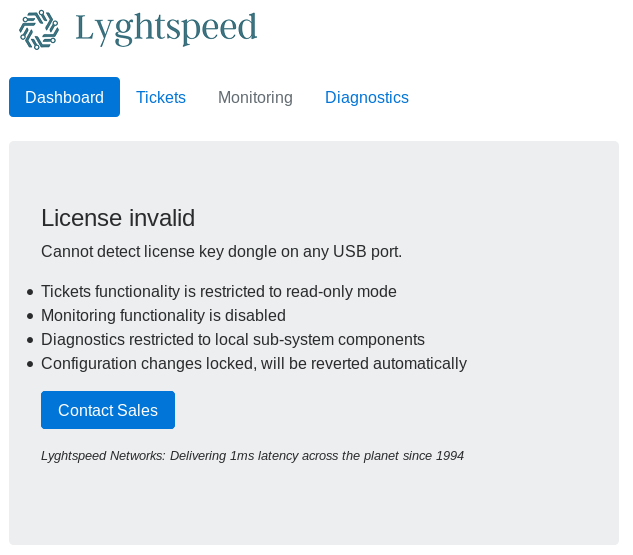 Lyghtspeed
Dashboard Tickets Monitoring Diagnostics
License invalid
Cannot detect license key dongle on any USB port.
• Tickets functionality is restricted to read-only mode
• Monitoring functionality is disabled
• Diagnostics restricted to local sub-system components
• Configuration changes locked, will be reverted automatically
Contact Sales
Lyghtspeed Networks: Delivering 1ms latency across the planet since 1994